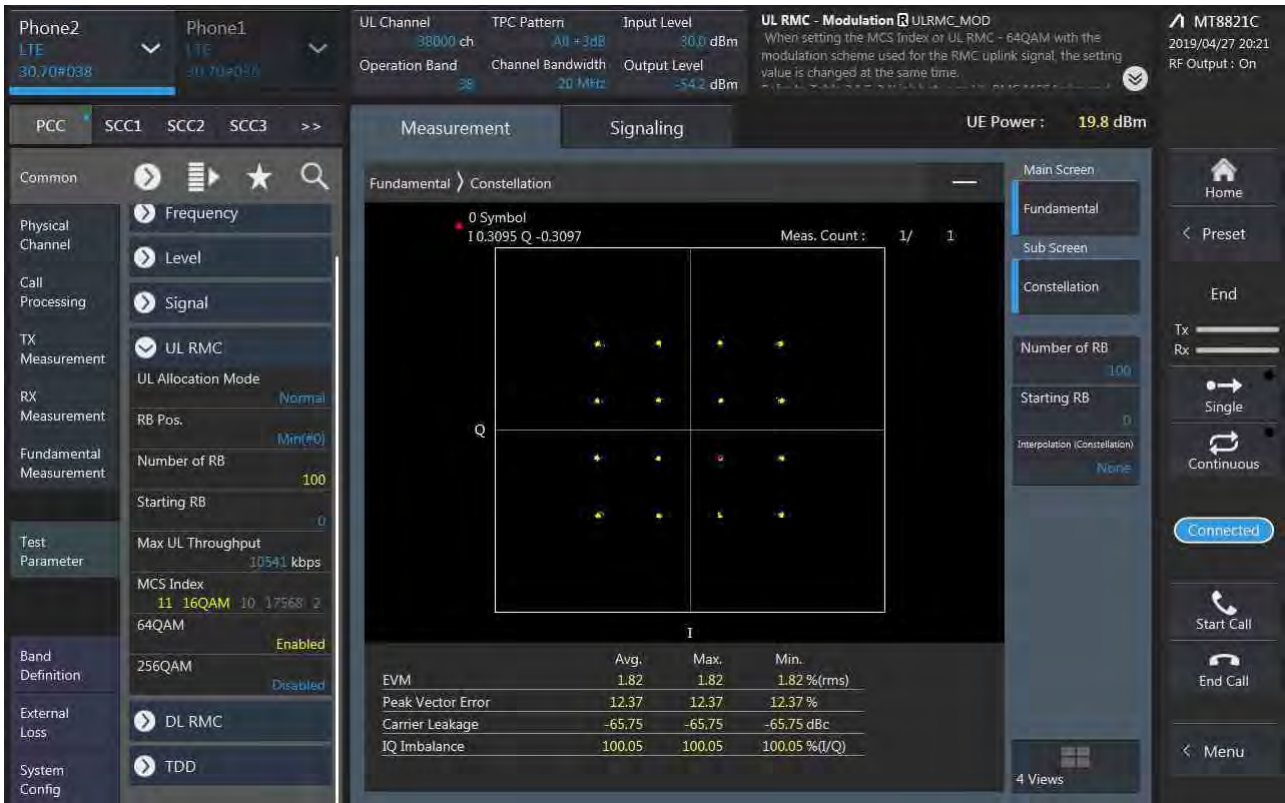 Phone2
LTE
30.70#038
Phone1
LTE
30.70#036
UL Channel
38000 ch
TPC Pattern
All +3dB
Input Level
30.0 dBm
Operation Band
38
Channel Bandwidth
20 MHz
Output Level
-54.2 dBm
UL RMC - Modulation R ULRMC_MOD
When setting the MCS Index or UL RMC - 64QAM with the
modulation scheme used for the RMC uplink signal, the setting
value is changed at the same time.
MT8821C
2019/04/27 20:21
RF Output : On
PCC SCC1 SCC2 SCC3 >>
Measurement
Signaling
UE Power : 19.8 dBm
Common
Physical
Channel
Call
Processing
TX
Measurement
RX
Measurement
Fundamental
Measurement
Test
Parameter
Band
Definition
External
Loss
System
Config
Frequency
Level
Signal
UL RMC
UL Allocation Mode
Normal
RB Pos.
Min(#0)
Number of RB
100
Starting RB
0
Max UL Throughput
10541 kbps
MCS Index
11 16QAM 10 17568 2
64QAM
Enabled
256QAM
Disabled
DL RMC
TDD
Fundamental ⟩ Constellation
0 Symbol
I 0.3095 Q -0.3097
Meas. Count : 1/ 1
Q
I
Avg. Max. Min.
EVM 1.82 1.82 1.82 %(rms)
Peak Vector Error 12.37 12.37 12.37 %
Carrier Leakage -65.75 -65.75 -65.75 dBc
IQ Imbalance 100.05 100.05 100.05 %(I/Q)
Main Screen
Fundamental
Sub Screen
Constellation
Number of RB
100
Starting RB
0
Interpolation (Constellation)
None
4 Views
Home
< Preset
End
Tx
Rx
Single
Continuous
Connected
Start Call
End Call
< Menu